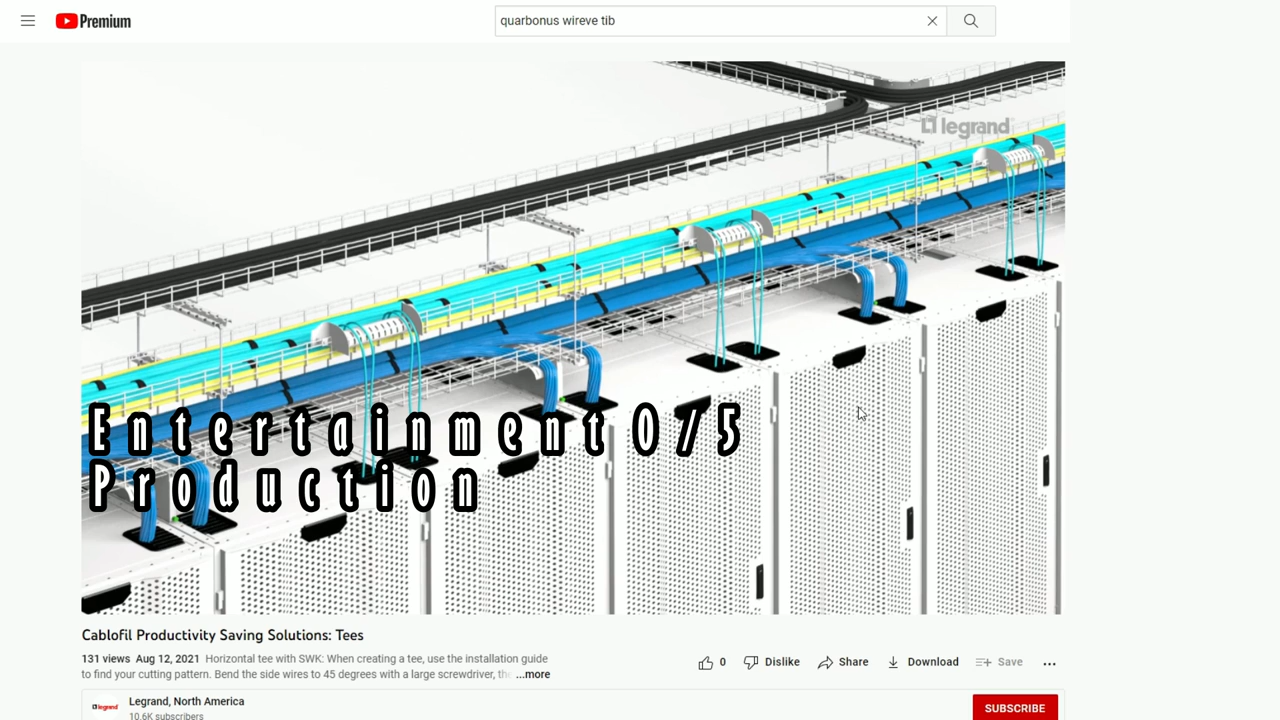 Premium
quarbonus wireve tib
legrand
Entertainment 0/5
Production
Cablofil Productivity Saving Solutions: Tees
131 views Aug 12, 2021 Horizontal tee with SWK: When creating a tee, use the installation guide
to find your cutting pattern. Bend the side wires to 45 degrees with a large screwdriver, the ...more
0 Dislike Share Download Save
legrand
Legrand, North America
10.6K subscribers
SUBSCRIBE